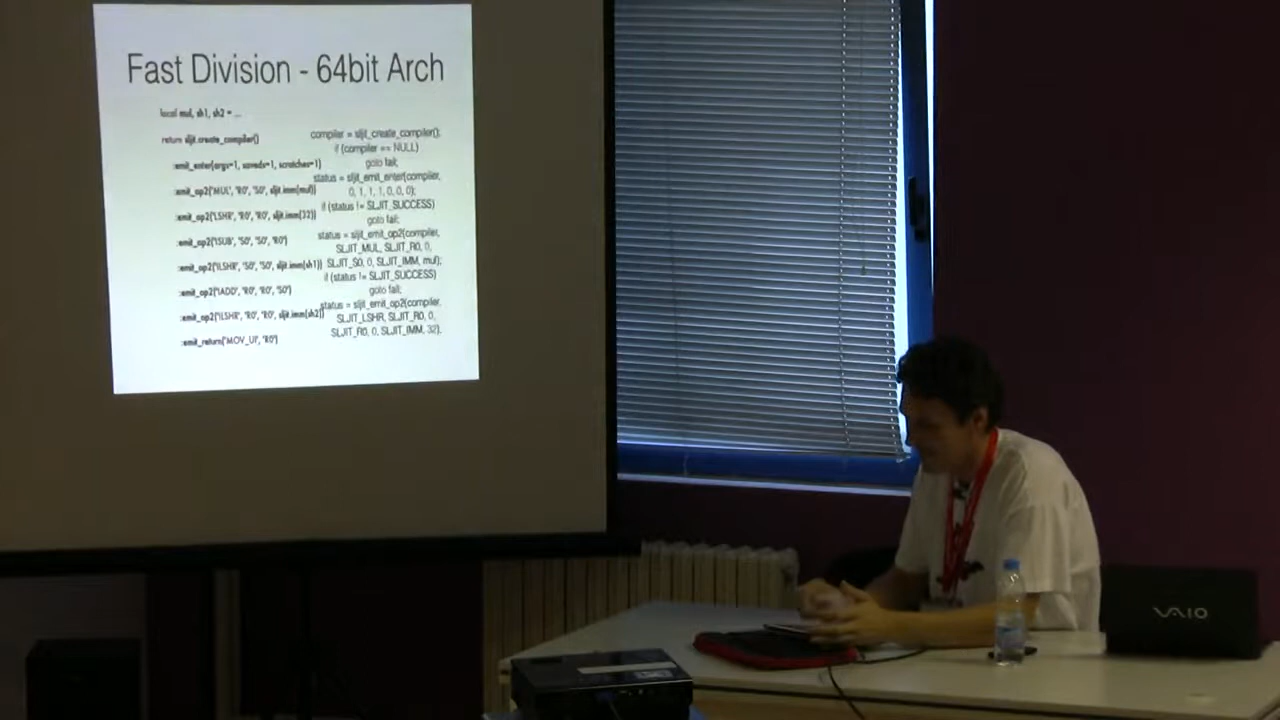 Fast Division - 64bit Arch
local mul, sh1, sh2 = ...
return sljit.create_compiler()
:emit_enter{args=1, saveds=1, scratches=1}
:emit_op2('MUL', 'R0', 'S0', sljit.imm(mul))
:emit_op2('LSHR', 'R0', 'R0', sljit.imm(32))
:emit_op2('ISUB', 'S0', 'S0', 'R0')
:emit_op2('ILSHR', 'S0', 'S0', sljit.imm(sh1))
:emit_op2('IADD', 'R0', 'R0', 'S0')
:emit_op2('ILSHR', 'R0', 'R0', sljit.imm(sh2))
:emit_return('MOV_UI', 'R0')
compiler = sljit_create_compiler();
if (compiler == NULL)
goto fail;
status = sljit_emit_enter(compiler,
0, 1, 1, 1, 0, 0, 0);
if (status != SLJIT_SUCCESS)
goto fail;
status = sljit_emit_op2(compiler,
SLJIT_MUL, SLJIT_R0, 0,
SLJIT_S0, 0, SLJIT_IMM, mul);
if (status != SLJIT_SUCCESS)
goto fail;
status = sljit_emit_op2(compiler,
SLJIT_LSHR, SLJIT_R0, 0,
SLJIT_R0, 0, SLJIT_IMM, 32);
VAIO